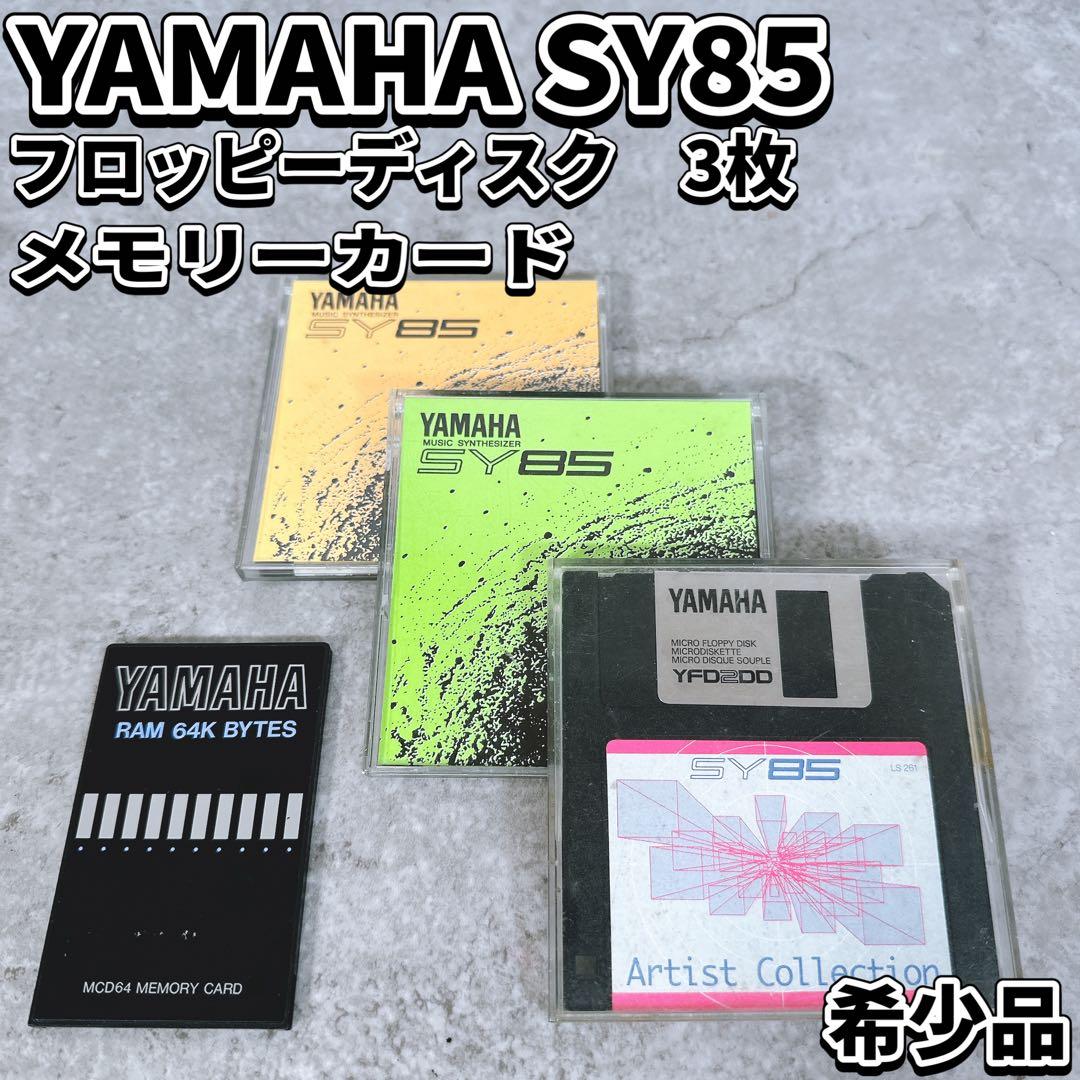 YAMAHA SY85
フロッピーディスク　3枚
メモリーカード
YAMAHA
MUSIC SYNTHESIZER
SY85
YAMAHA
MUSIC SYNTHESIZER
SY85
YAMAHA
MICRO FLOPPY DISK
MICRODISKETTE
MICRO DISQUE SOUPLE
YFD2DD
SY85
LS 261
Artist Collection
YAMAHA
RAM 64K BYTES
MCD64 MEMORY CARD
希少品